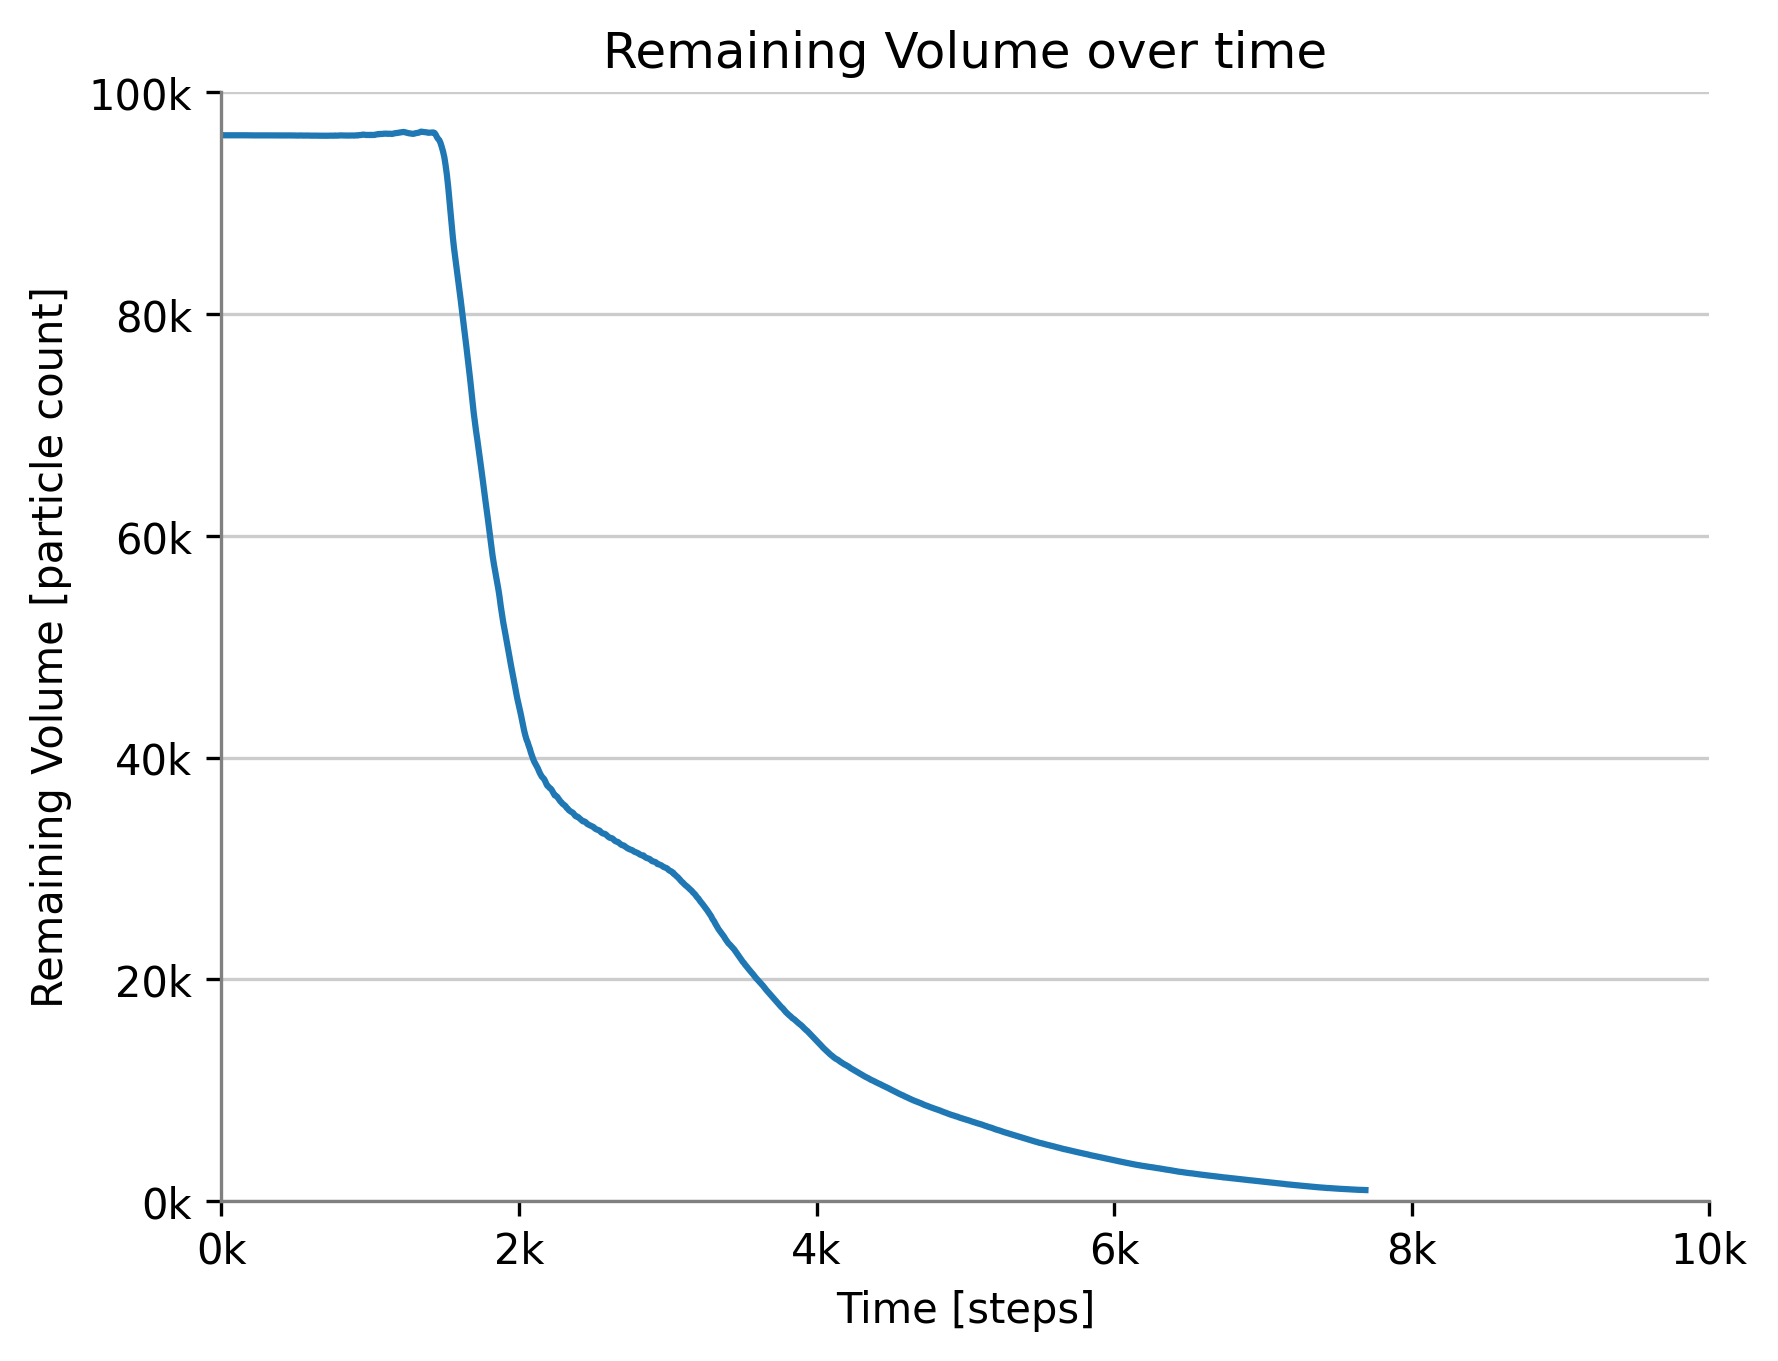 Remaining Volume over time
Remaining Volume [particle count]
100k
80k
60k
40k
20k
0k
0k 2k 4k 6k 8k 10k
Time [steps]